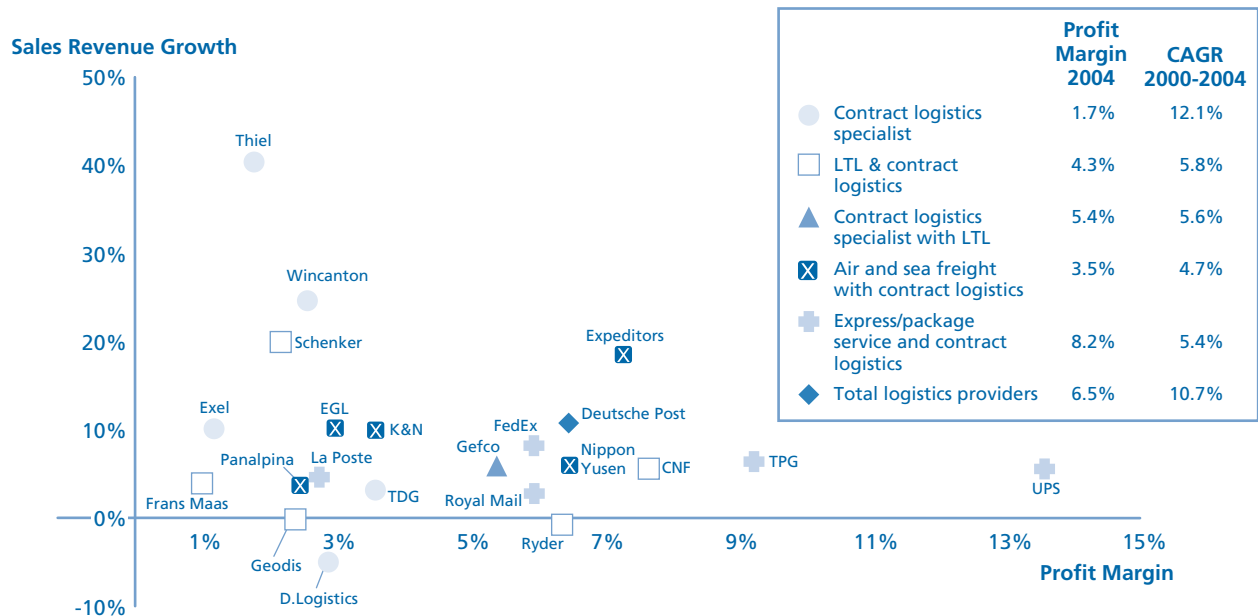 Sales Revenue Growth
50%
40%
30%
20%
10%
0%
-10%
Thiel
Wincanton
Schenker
Expeditors
Exel
EGL
K&N
Deutsche Post
FedEx
Gefco
Nippon
Yusen
CNF
TPG
UPS
Panalpina
La Poste
TDG
Royal Mail
Frans Maas
Geodis
D.Logistics
Ryder
1%
3%
5%
7%
9%
11%
13%
15%
Profit Margin
Profit
Margin
2004
CAGR
2000-2004
Contract logistics
specialist
1.7%
12.1%
LTL & contract
logistics
4.3%
5.8%
Contract logistics
specialist with LTL
5.4%
5.6%
Air and sea freight
with contract logistics
3.5%
4.7%
Express/package
service and contract
logistics
8.2%
5.4%
Total logistics providers
6.5%
10.7%